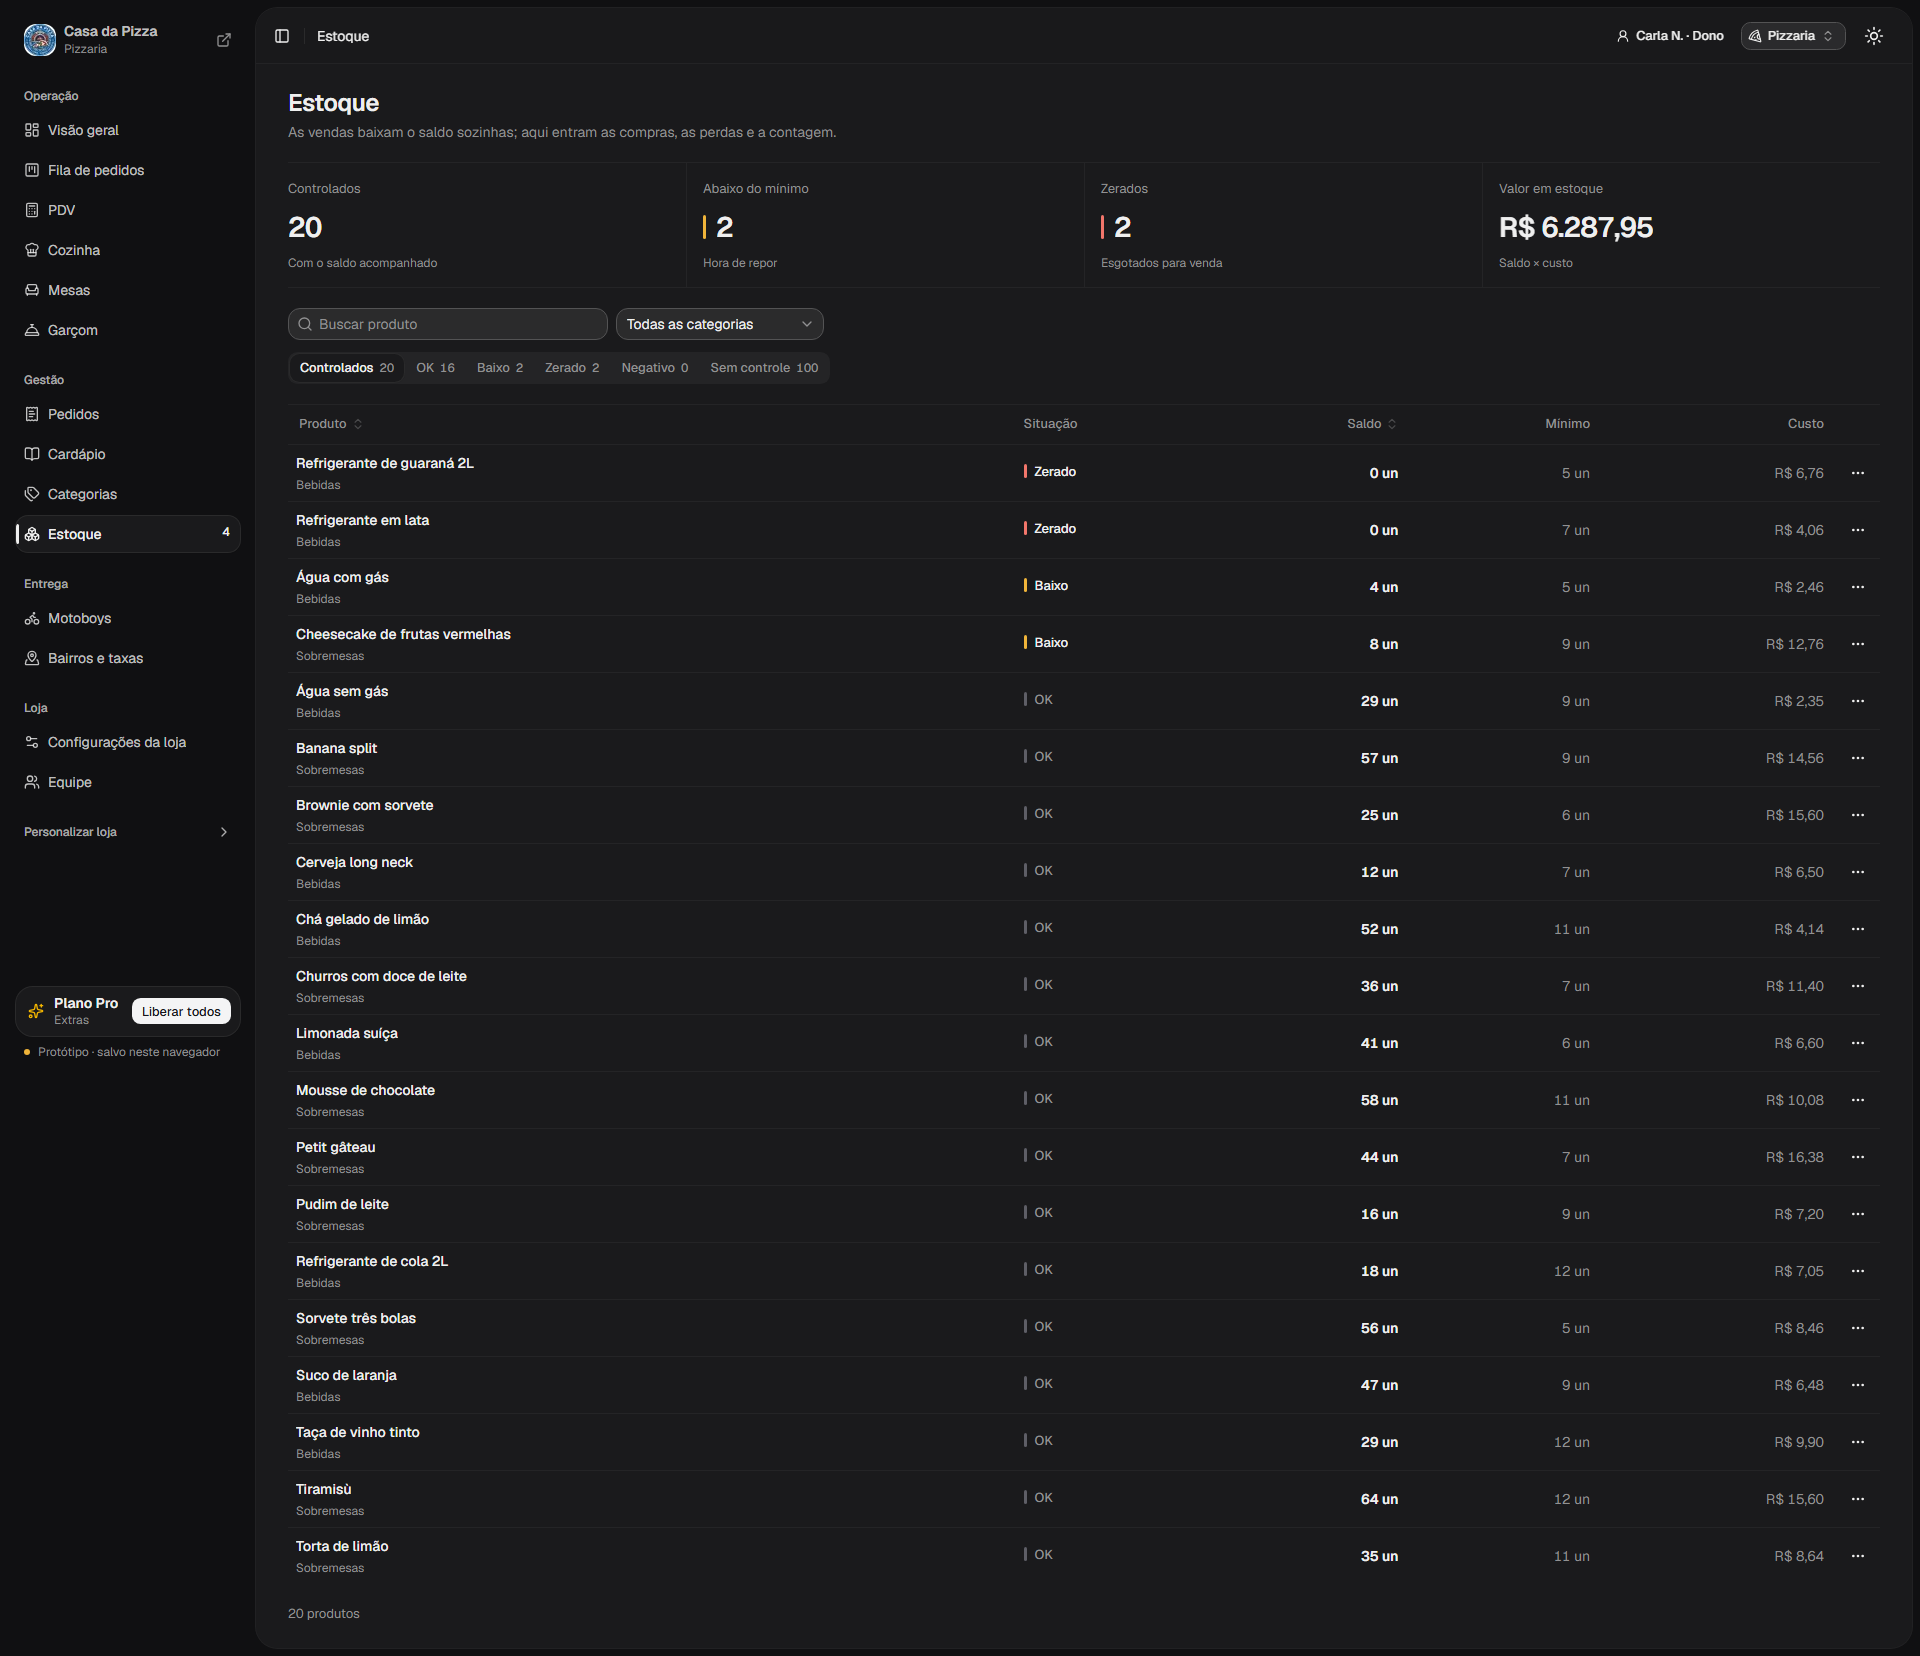 Casa da Pizza
Pizzaria
Operação
Visão geral
Fila de pedidos
PDV
Cozinha
Mesas
Garçom
Gestão
Pedidos
Cardápio
Categorias
Estoque 4
Entrega
Motoboys
Bairros e taxas
Loja
Configurações da loja
Equipe
Personalizar loja
Plano Pro
Extras
Liberar todos
Protótipo · salvo neste navegador
Estoque
Carla N. · Dono
Pizzaria
Estoque
As vendas baixam o saldo sozinhas; aqui entram as compras, as perdas e a contagem.
Controlados
20
Com o saldo acompanhado
Abaixo do mínimo
2
Hora de repor
Zerados
2
Esgotados para venda
Valor em estoque
R$ 6.287,95
Saldo × custo
Buscar produto
Todas as categorias
Controlados 20 OK 16 Baixo 2 Zerado 2 Negativo 0 Sem controle 100
Produto Situação Saldo Mínimo Custo
Refrigerante de guaraná 2L
Bebidas
Zerado 0 un 5 un R$ 6,76
Refrigerante em lata
Bebidas
Zerado 0 un 7 un R$ 4,06
Água com gás
Bebidas
Baixo 4 un 5 un R$ 2,46
Cheesecake de frutas vermelhas
Sobremesas
Baixo 8 un 9 un R$ 12,76
Água sem gás
Bebidas
OK 29 un 9 un R$ 2,35
Banana split
Sobremesas
OK 57 un 9 un R$ 14,56
Brownie com sorvete
Sobremesas
OK 25 un 6 un R$ 15,60
Cerveja long neck
Bebidas
OK 12 un 7 un R$ 6,50
Chá gelado de limão
Bebidas
OK 52 un 11 un R$ 4,14
Churros com doce de leite
Sobremesas
OK 36 un 7 un R$ 11,40
Limonada suíça
Bebidas
OK 41 un 6 un R$ 6,60
Mousse de chocolate
Sobremesas
OK 58 un 11 un R$ 10,08
Petit gâteau
Sobremesas
OK 44 un 7 un R$ 16,38
Pudim de leite
Sobremesas
OK 16 un 9 un R$ 7,20
Refrigerante de cola 2L
Bebidas
OK 18 un 12 un R$ 7,05
Sorvete três bolas
Sobremesas
OK 56 un 5 un R$ 8,46
Suco de laranja
Bebidas
OK 47 un 9 un R$ 6,48
Taça de vinho tinto
Bebidas
OK 29 un 12 un R$ 9,90
Tiramisù
Sobremesas
OK 64 un 12 un R$ 15,60
Torta de limão
Sobremesas
OK 35 un 11 un R$ 8,64
20 produtos